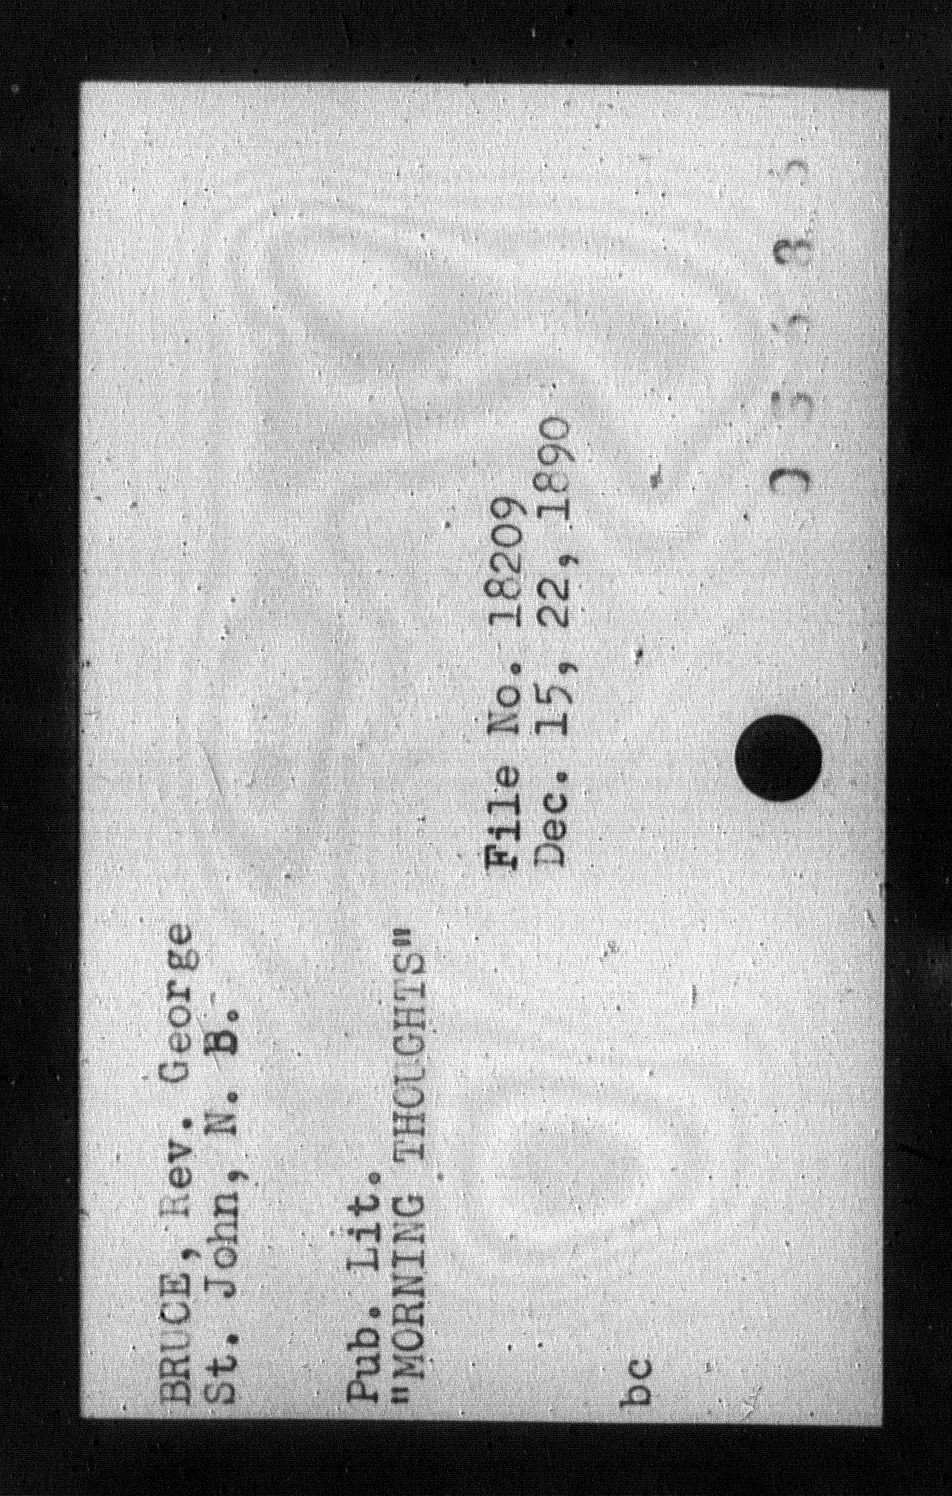 BRUCE, Rev. George
St. John, N. B.
Pub. Lit.
"MORNING THOUGHTS"
File No. 18209
Dec. 15, 22, 1890
bc